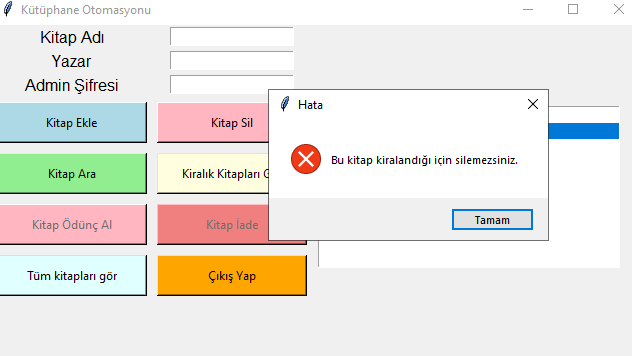 Kütüphane Otomasyonu
Kitap Adı
Yazar
Admin Şifresi
Kitap Ekle
Kitap Sil
Kitap Ara
Kiralık Kitapları G
Kitap Ödünç Al
Kitap İade
Tüm kitapları gör
Çıkış Yap
Hata
Bu kitap kiralandığı için silemezsiniz.
Tamam